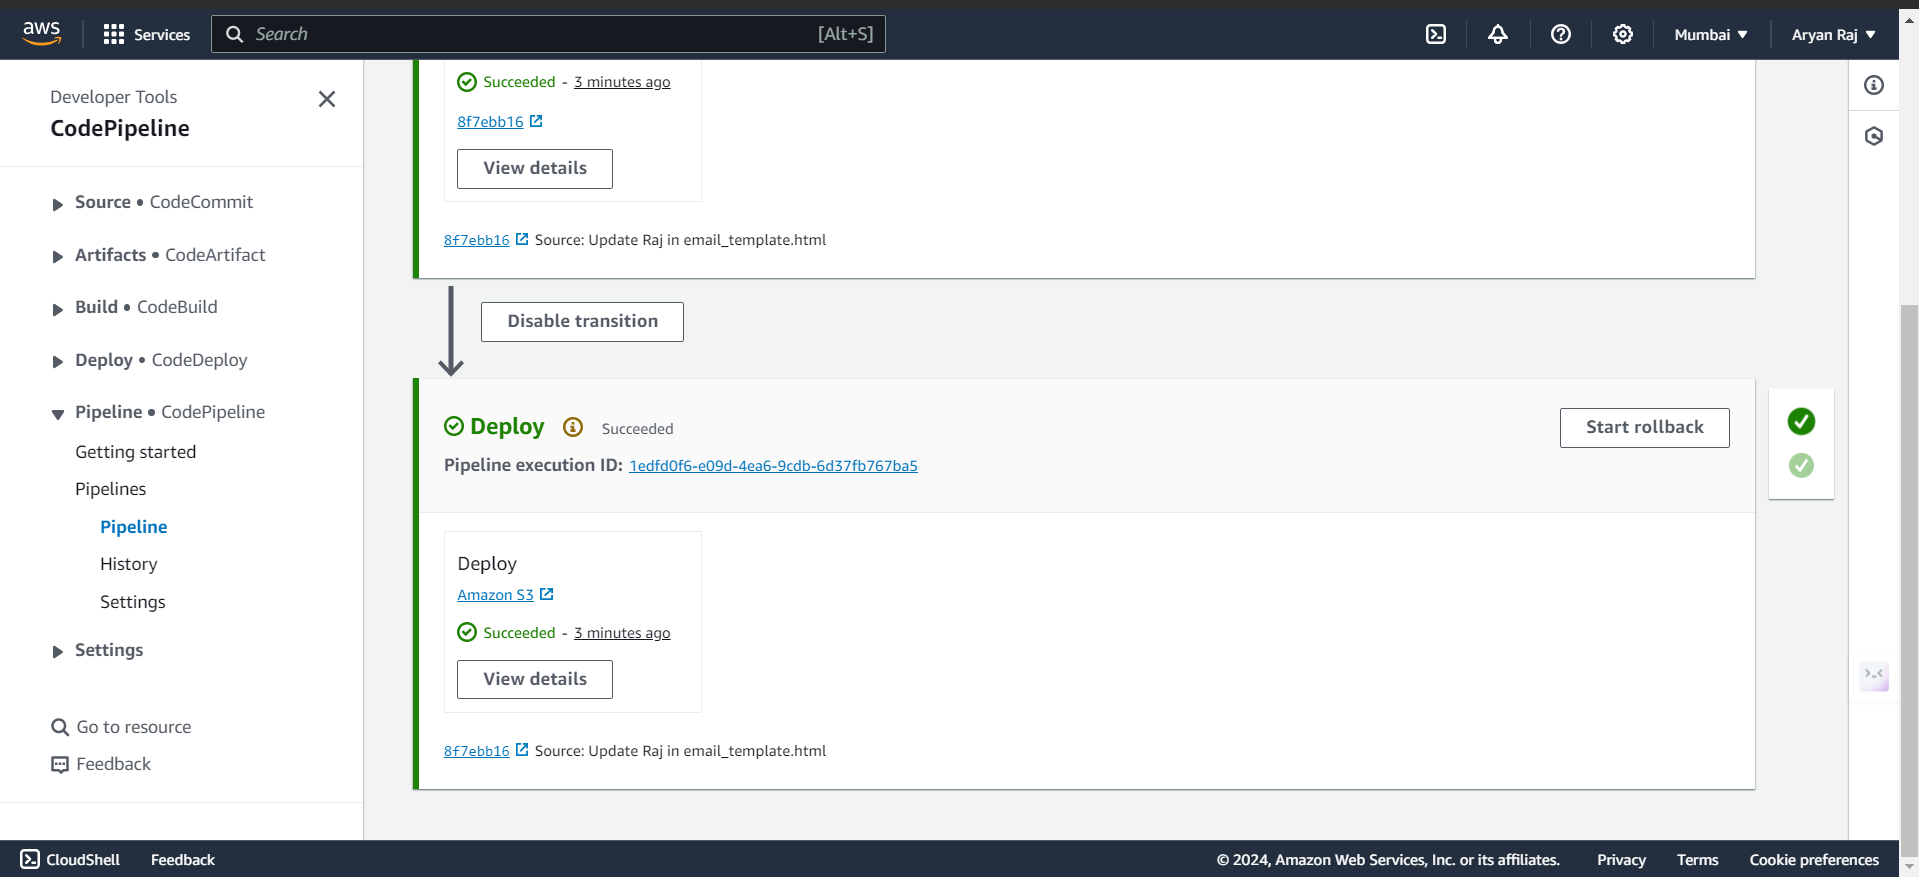 aws
Services
Search
[Alt+S]
Mumbai
Aryan Raj
Developer Tools
CodePipeline
Source • CodeCommit
Artifacts • CodeArtifact
Build • CodeBuild
Deploy • CodeDeploy
Pipeline • CodePipeline
Getting started
Pipelines
Pipeline
History
Settings
Settings
Go to resource
Feedback
Succeeded - 3 minutes ago
8f7ebb16
View details
8f7ebb16 Source: Update Raj in email_template.html
Disable transition
Deploy Succeeded
Start rollback
Pipeline execution ID: 1edfd0f6-e09d-4ea6-9cdb-6d37fb767ba5
Deploy
Amazon S3
Succeeded - 3 minutes ago
View details
8f7ebb16 Source: Update Raj in email_template.html
CloudShell Feedback
© 2024, Amazon Web Services, Inc. or its affiliates. Privacy Terms Cookie preferences